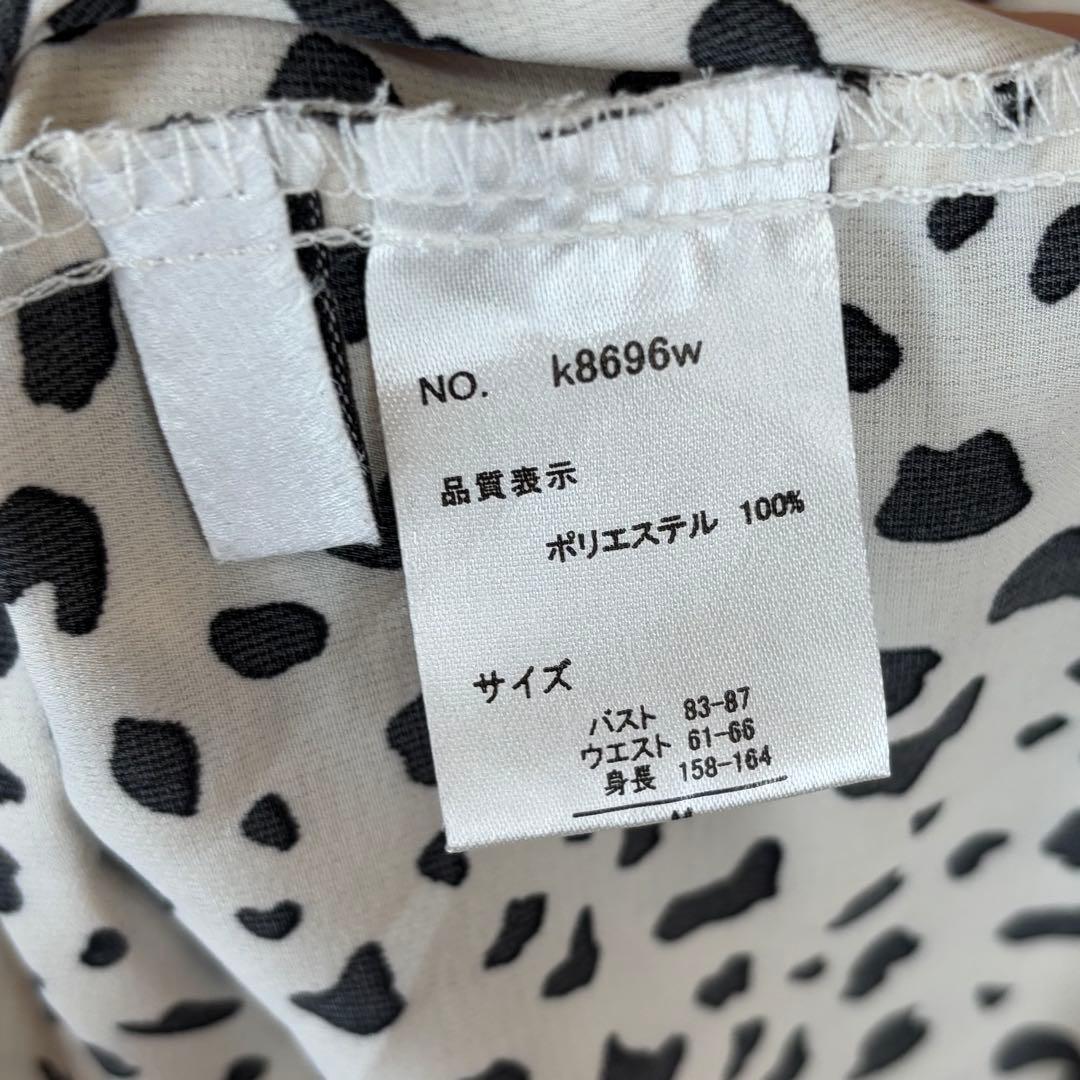 NO. k8696w
品質表示
ポリエステル 100%
サイズ
バスト 83-87
ウエスト 61-66
身長 158-164